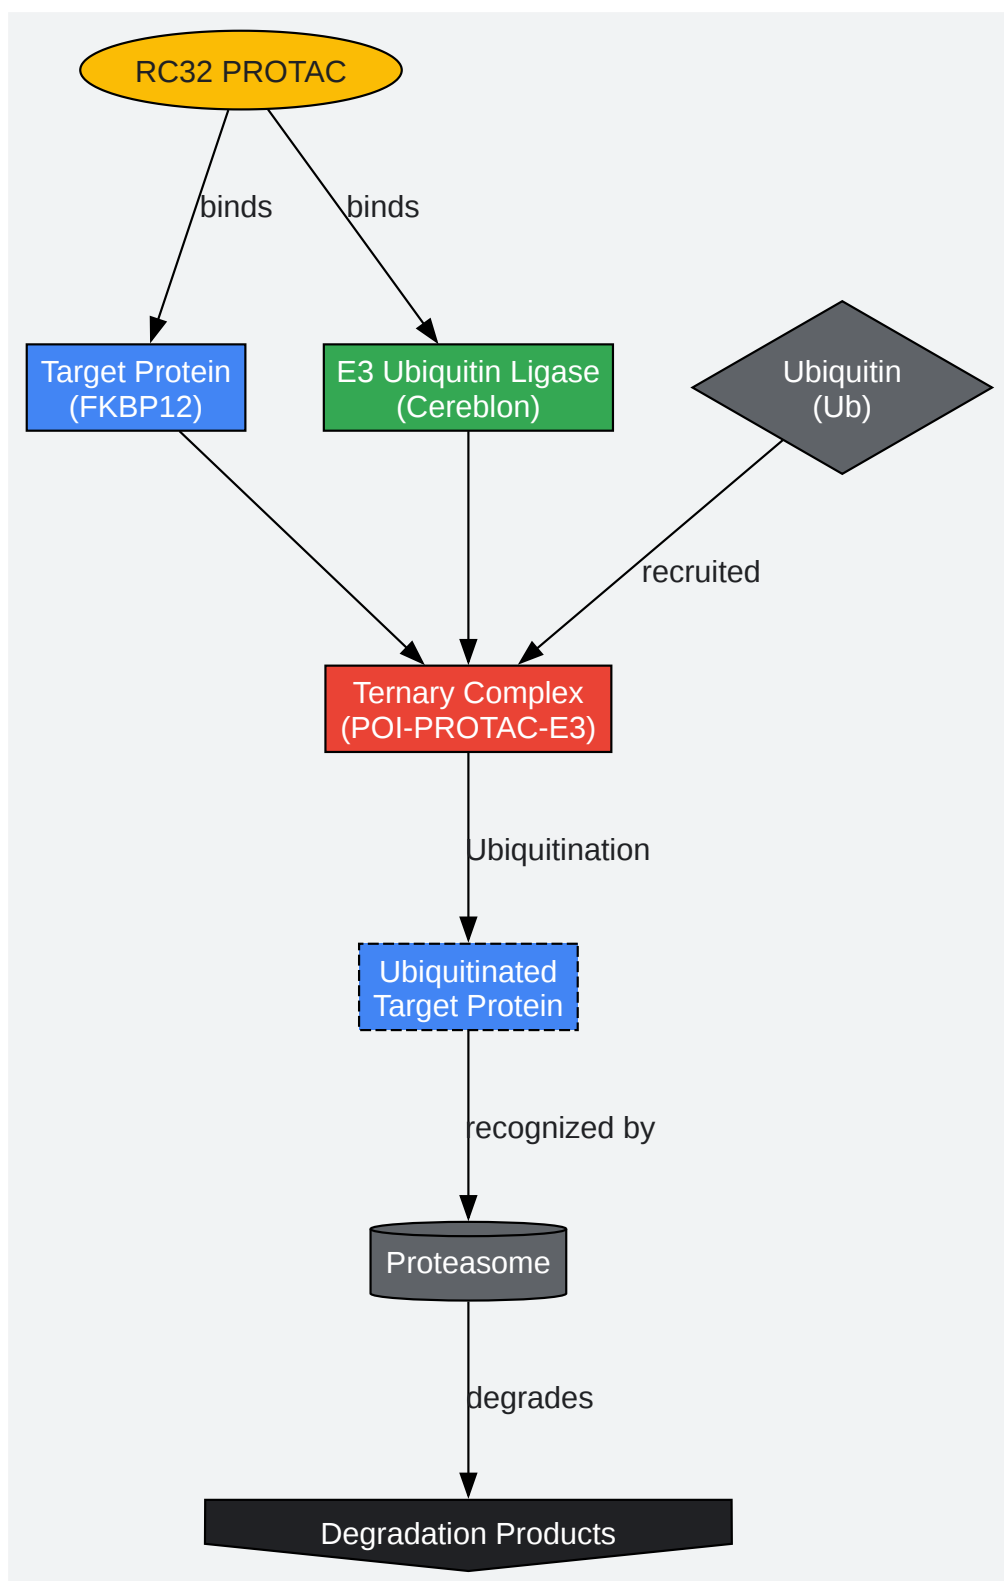 RC32 PROTAC
binds
binds
Target Protein
(FKBP12)
E3 Ubiquitin Ligase
(Cereblon)
Ubiquitin
(Ub)
recruited
Ternary Complex
(POI-PROTAC-E3)
Ubiquitination
Ubiquitinated
Target Protein
recognized by
Proteasome
degrades
Degradation Products